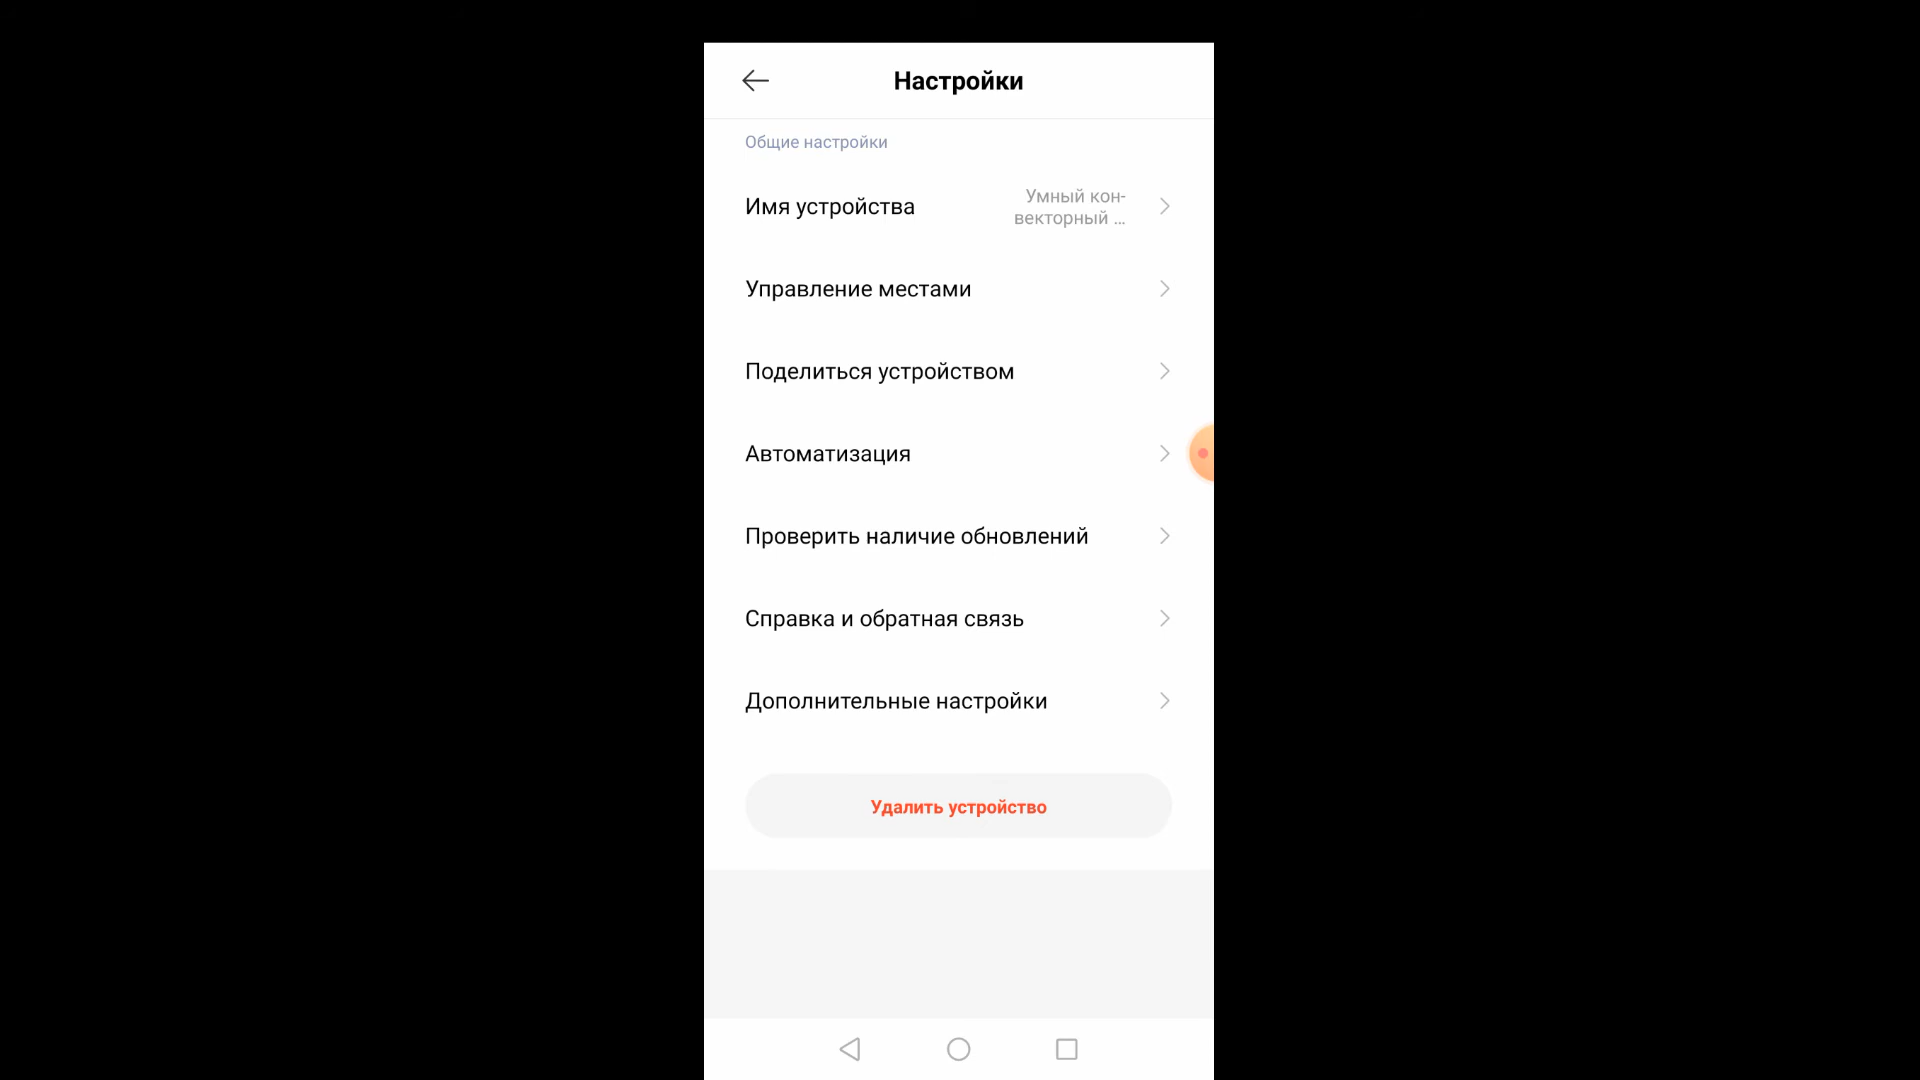 Настройки
Общие настройки
Имя устройства
Умный кон-
векторный ...
Управление местами
Поделиться устройством
Автоматизация
Проверить наличие обновлений
Справка и обратная связь
Дополнительные настройки
Удалить устройство